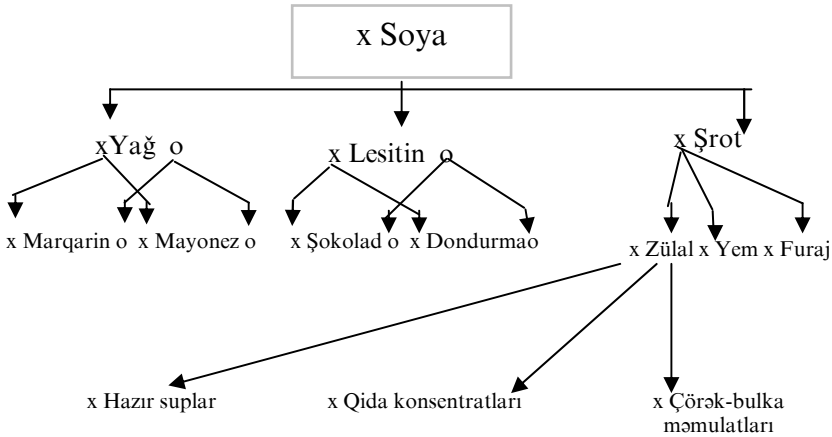 x Soya
xYağ o
x Lesitin o
x Şrot
x Marqarin o x Mayonez o
x Şokolad o x Dondurmao
x Zülal x Yem x Furaj
x Hazır suplar
x Qida konsentratları
x Çörək-bulka
məmulatları